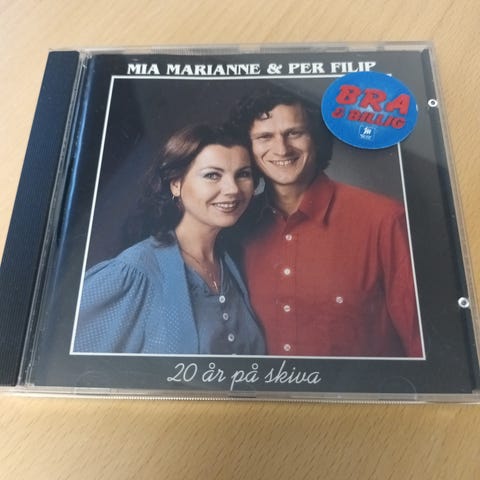 MIA MARIANNE & PER FILIP
BRA
& BILLIG
20 år på skiva